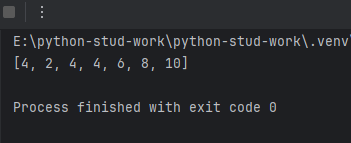 E:\python-stud-work\python-stud-work\.venv
[4, 2, 4, 4, 6, 8, 10]
Process finished with exit code 0